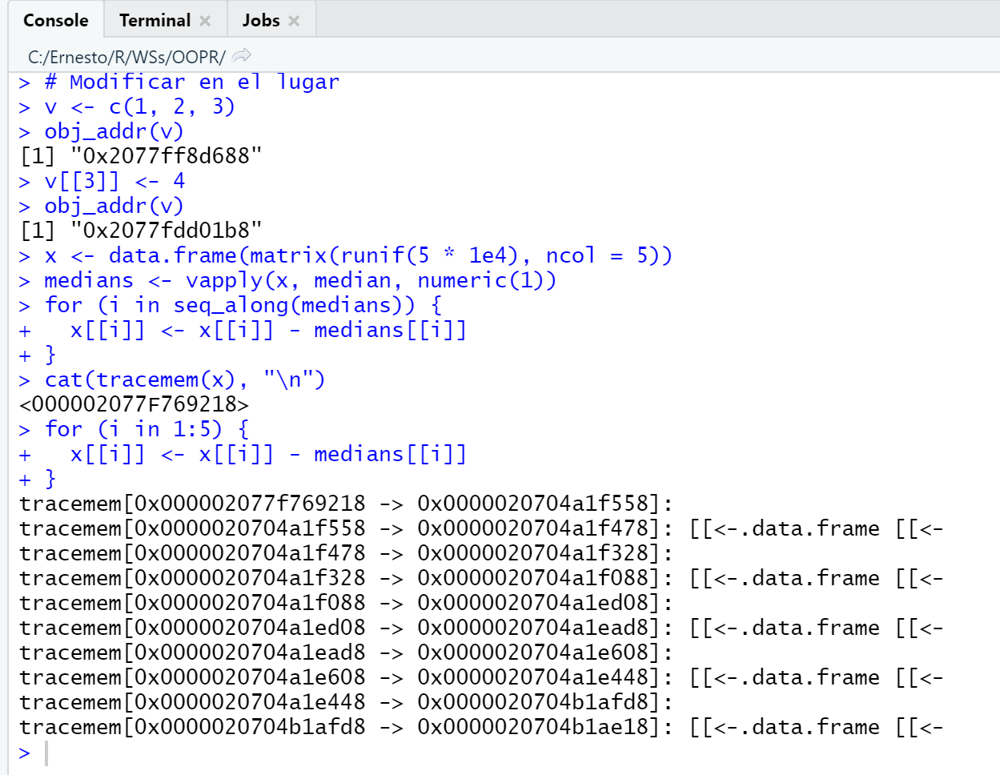 Console Terminal Jobs
C:/Ernesto/R/WSs/OOPR/
> # Modificar en el lugar
> v <- c(1, 2, 3)
> obj_addr(v)
[1] "0x2077ff8d688"
> v[[3]] <- 4
> obj_addr(v)
[1] "0x2077fdd01b8"
> x <- data.frame(matrix(runif(5 * 1e4), ncol = 5))
> medians <- vapply(x, median, numeric(1))
> for (i in seq_along(medians)) {
+   x[[i]] <- x[[i]] - medians[[i]]
+ }
> cat(tracemem(x), "\n")
<000002077F769218>
> for (i in 1:5) {
+   x[[i]] <- x[[i]] - medians[[i]]
+ }
tracemem[0x000002077f769218 -> 0x0000020704a1f558]:
tracemem[0x0000020704a1f558 -> 0x0000020704a1f478]: [[<-.data.frame [[<-
tracemem[0x0000020704a1f478 -> 0x0000020704a1f328]:
tracemem[0x0000020704a1f328 -> 0x0000020704a1f088]: [[<-.data.frame [[<-
tracemem[0x0000020704a1f088 -> 0x0000020704a1ed08]:
tracemem[0x0000020704a1ed08 -> 0x0000020704a1ead8]: [[<-.data.frame [[<-
tracemem[0x0000020704a1ead8 -> 0x0000020704a1e608]:
tracemem[0x0000020704a1e608 -> 0x0000020704a1e448]: [[<-.data.frame [[<-
tracemem[0x0000020704a1e448 -> 0x0000020704b1afd8]:
tracemem[0x0000020704b1afd8 -> 0x0000020704b1ae18]: [[<-.data.frame [[<-
>